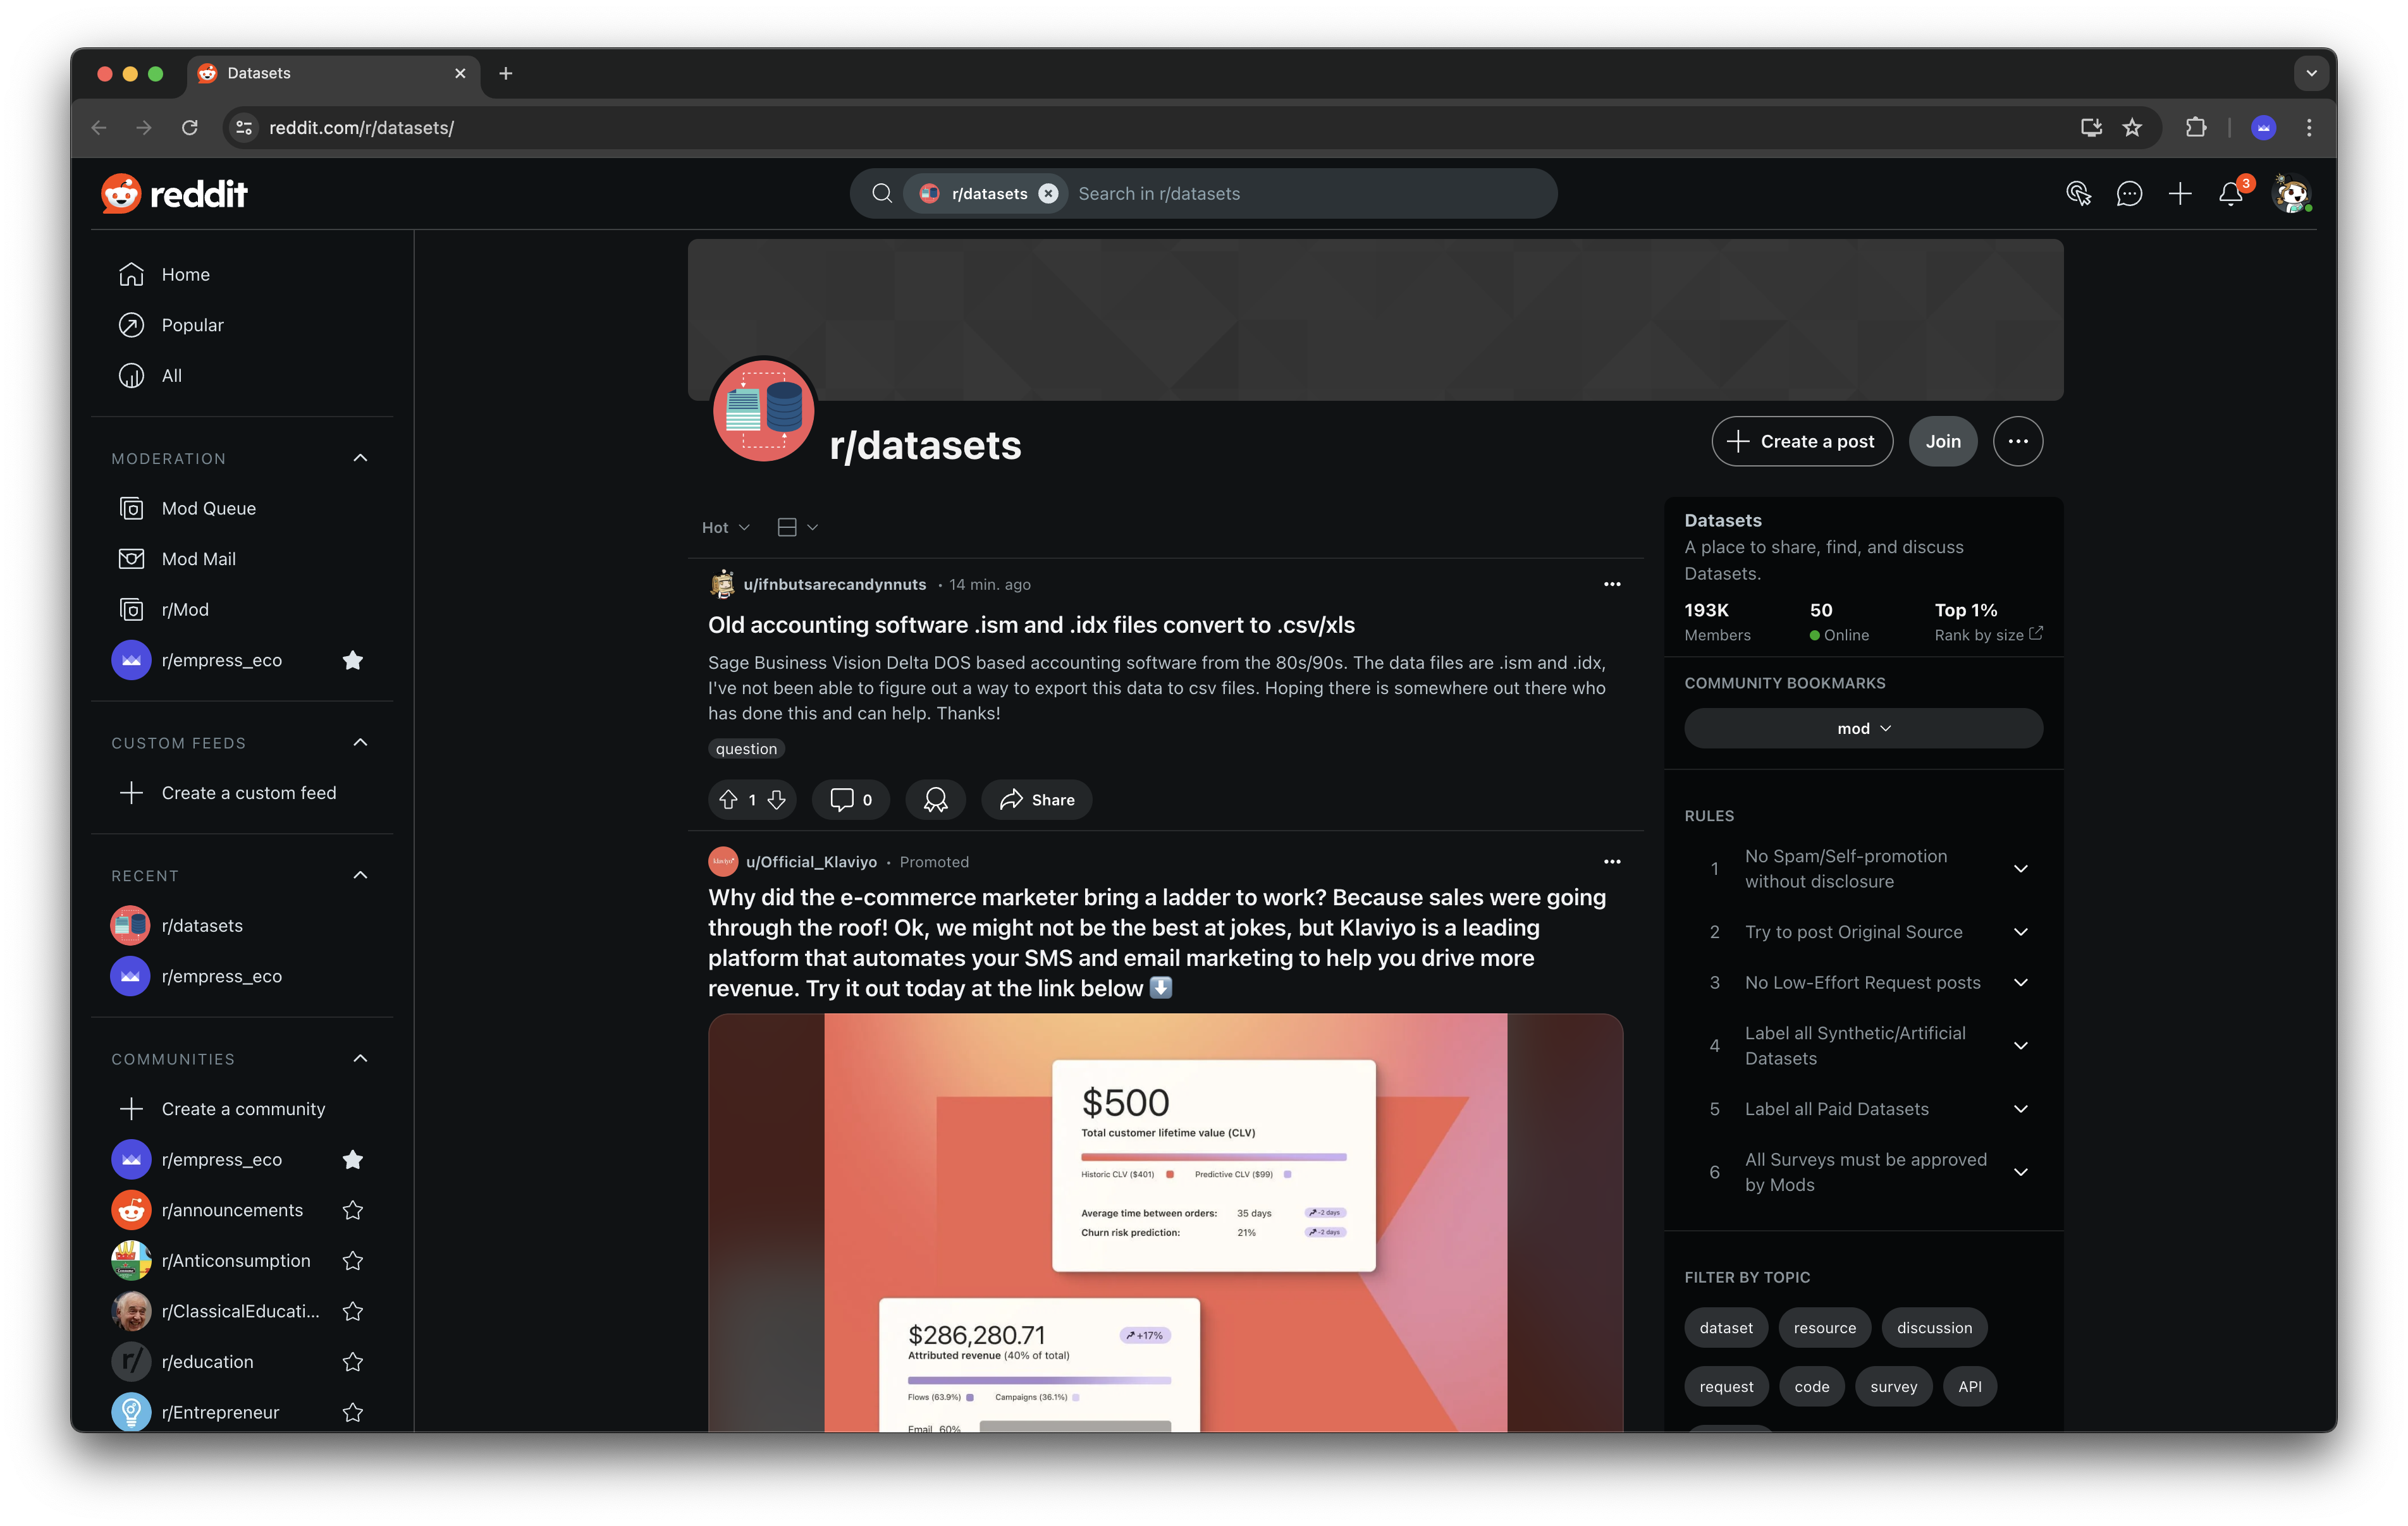 Datasets
reddit.com/r/datasets/
reddit
r/datasets
Search in r/datasets
3
Home
Popular
All
MODERATION
Mod Queue
Mod Mail
r/Mod
r/empress_eco
CUSTOM FEEDS
Create a custom feed
RECENT
r/datasets
r/empress_eco
COMMUNITIES
Create a community
r/empress_eco
r/announcements
r/Anticonsumption
r/ClassicalEducati...
r/
r/education
r/Entrepreneur
r/datasets
Create a post
Join
Hot
u/ifnbutsarecandynnuts • 14 min. ago
Old accounting software .ism and .idx files convert to .csv/xls
Sage Business Vision Delta DOS based accounting software from the 80s/90s. The data files are .ism and .idx,
I've not been able to figure out a way to export this data to csv files. Hoping there is somewhere out there who
has done this and can help. Thanks!
question
1
0
Share
klaviyo
u/Official_Klaviyo • Promoted
Why did the e-commerce marketer bring a ladder to work? Because sales were going
through the roof! Ok, we might not be the best at jokes, but Klaviyo is a leading
platform that automates your SMS and email marketing to help you drive more
revenue. Try it out today at the link below ⬇️
$500
Total customer lifetime value (CLV)
Historic CLV ($401) Predictive CLV ($99)
Average time between orders: 35 days -2 days
Churn risk prediction: 21% -2 days
$286,280.71 +17%
Attributed revenue (40% of total)
Flows (63.9%) Campaigns (36.1%)
Email 60%
Datasets
A place to share, find, and discuss
Datasets.
193K 50 Top 1%
Members Online Rank by size
COMMUNITY BOOKMARKS
mod
RULES
1 No Spam/Self-promotion
without disclosure
2 Try to post Original Source
3 No Low-Effort Request posts
4 Label all Synthetic/Artificial
Datasets
5 Label all Paid Datasets
6 All Surveys must be approved
by Mods
FILTER BY TOPIC
dataset resource discussion
request code survey API